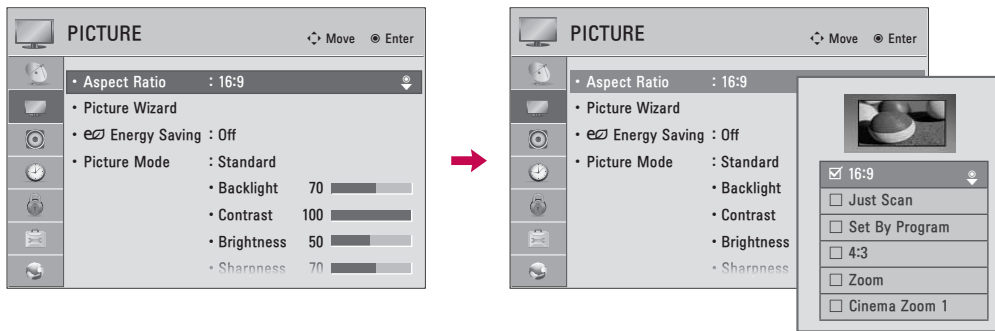 PICTURE Move Enter
• Aspect Ratio : 16:9
• Picture Wizard
• Energy Saving : Off
• Picture Mode : Standard
• Backlight 70
• Contrast 100
• Brightness 50
• Sharpness 70
PICTURE Move Enter
• Aspect Ratio : 16:9
• Picture Wizard
• Energy Saving : Off
• Picture Mode : Standard
• Backlight
• Contrast
• Brightness
• Sharpness
16:9
Just Scan
Set By Program
4:3
Zoom
Cinema Zoom 1